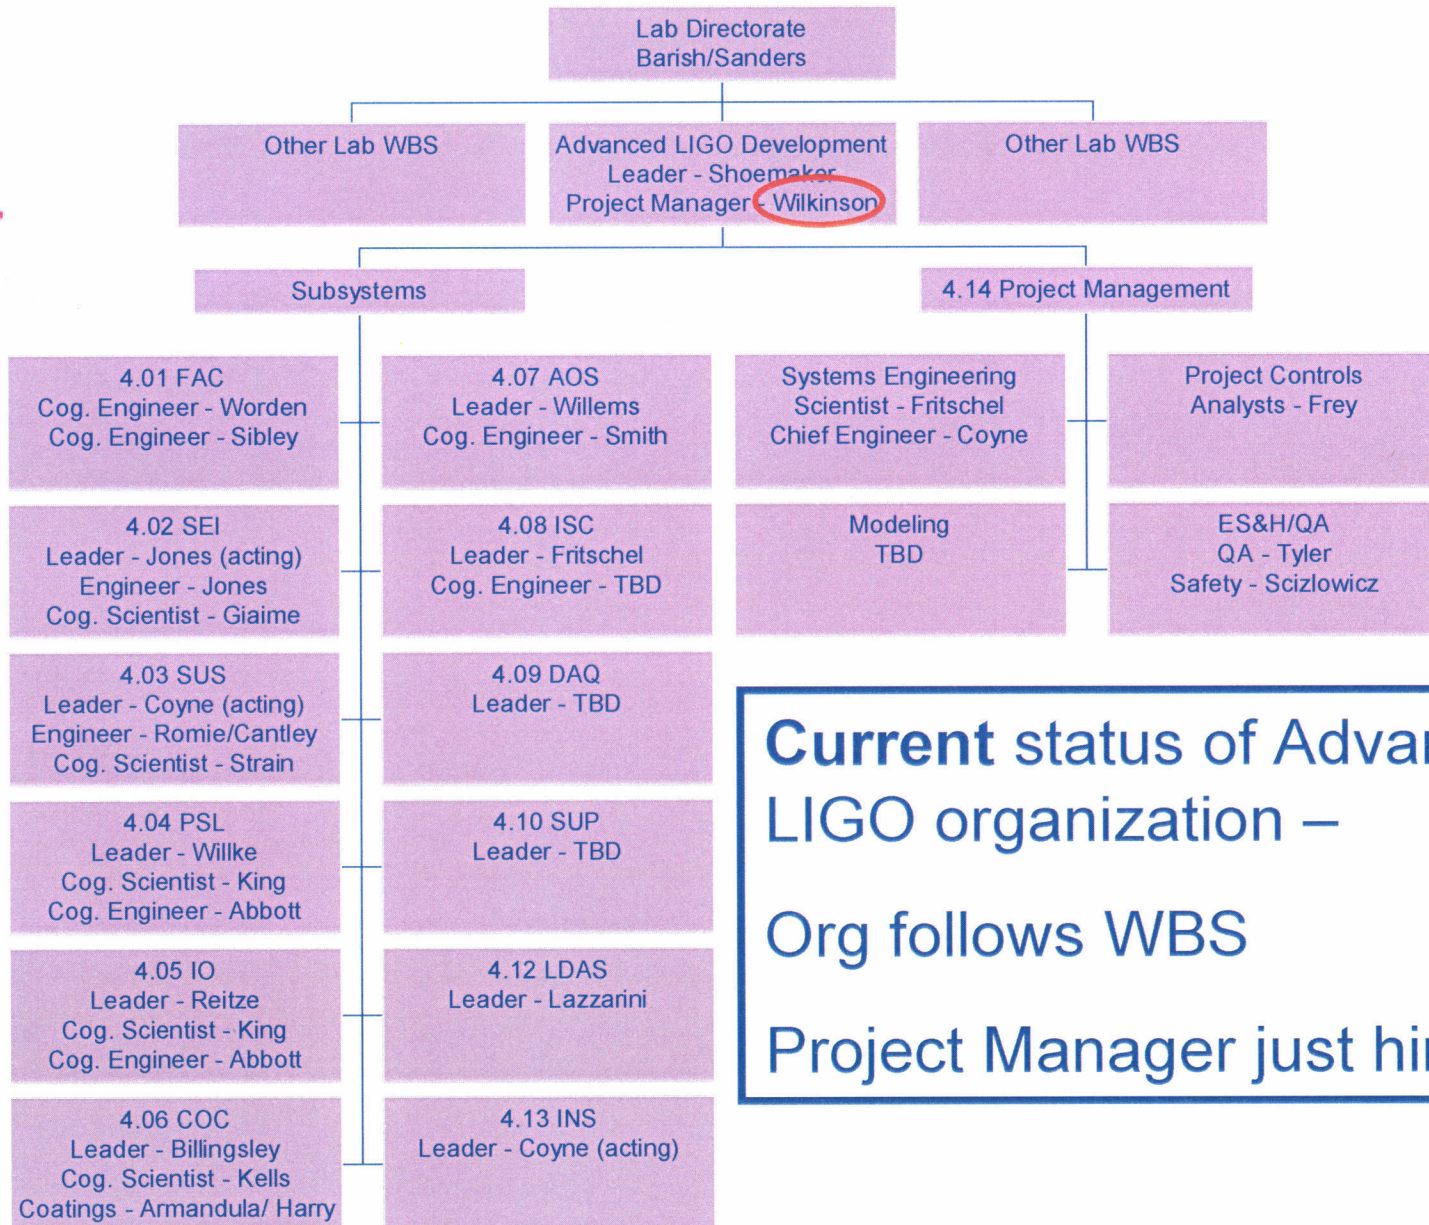 Lab Directorate
Barish/Sanders
Other Lab WBS
Advanced LIGO Development
Leader - Shoemaker
Project Manager - Wilkinson
Other Lab WBS
Subsystems
4.14 Project Management
4.01 FAC
Cog. Engineer - Worden
Cog. Engineer - Sibley
4.07 AOS
Leader - Willems
Cog. Engineer - Smith
Systems Engineering
Scientist - Fritschel
Chief Engineer - Coyne
Project Controls
Analysts - Frey
4.02 SEI
Leader - Jones (acting)
Engineer - Jones
Cog. Scientist - Giaime
4.08 ISC
Leader - Fritschel
Cog. Engineer - TBD
Modeling
TBD
ES&H/QA
QA - Tyler
Safety - Scizlowicz
4.03 SUS
Leader - Coyne (acting)
Engineer - Romie/Cantley
Cog. Scientist - Strain
4.09 DAQ
Leader - TBD
4.04 PSL
Leader - Willke
Cog. Scientist - King
Cog. Engineer - Abbott
4.10 SUP
Leader - TBD
4.05 IO
Leader - Reitze
Cog. Scientist - King
Cog. Engineer - Abbott
4.12 LDAS
Leader - Lazzarini
4.06 COC
Leader - Billingsley
Cog. Scientist - Kells
Coatings - Armandula/ Harry
4.13 INS
Leader - Coyne (acting)
Current status of Advan
LIGO organization –
Org follows WBS
Project Manager just hir